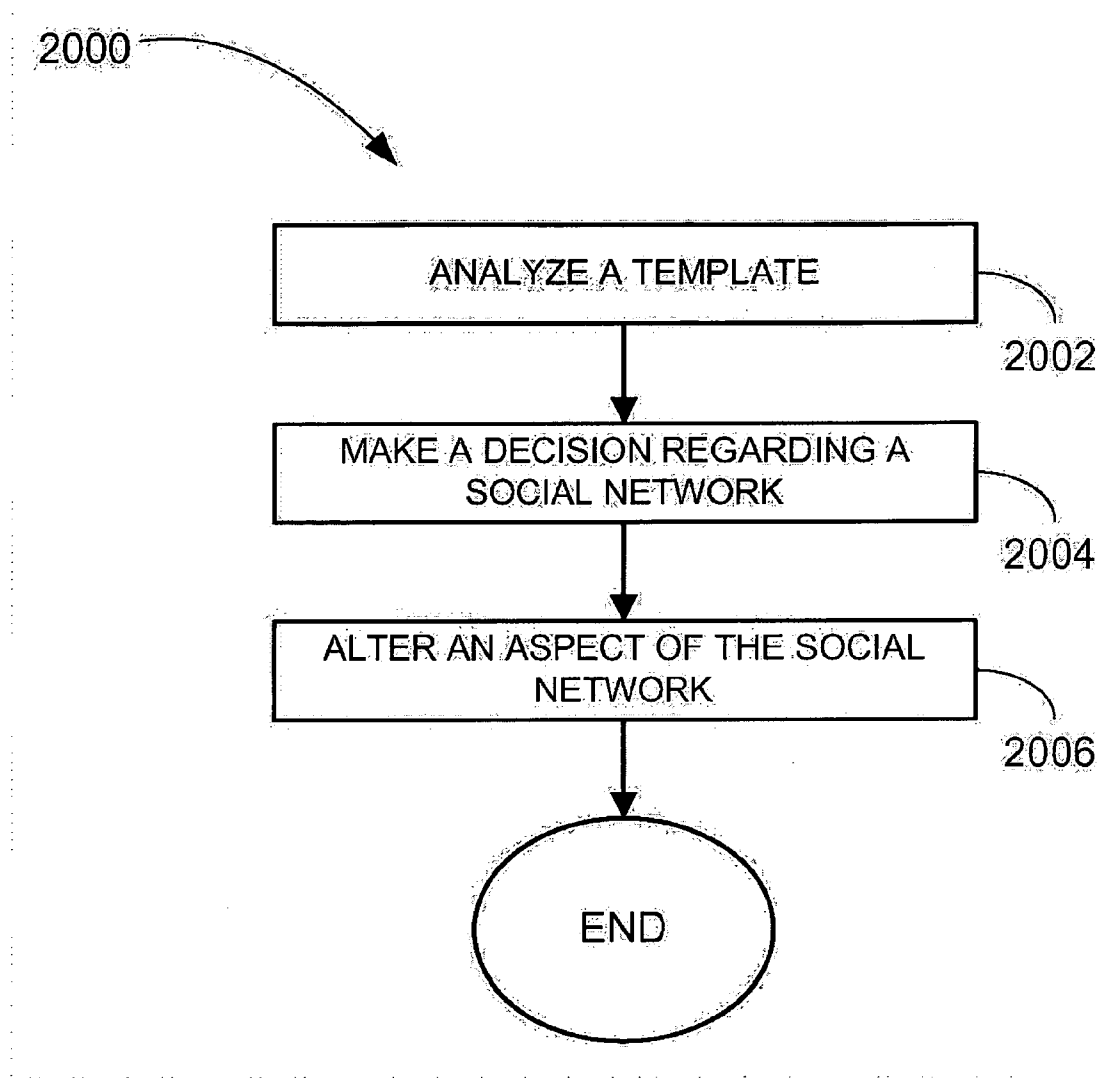 2000
ANALYZE A TEMPLATE
2002
MAKE A DECISION REGARDING A
SOCIAL NETWORK
2004
ALTER AN ASPECT OF THE SOCIAL
NETWORK
2006
END